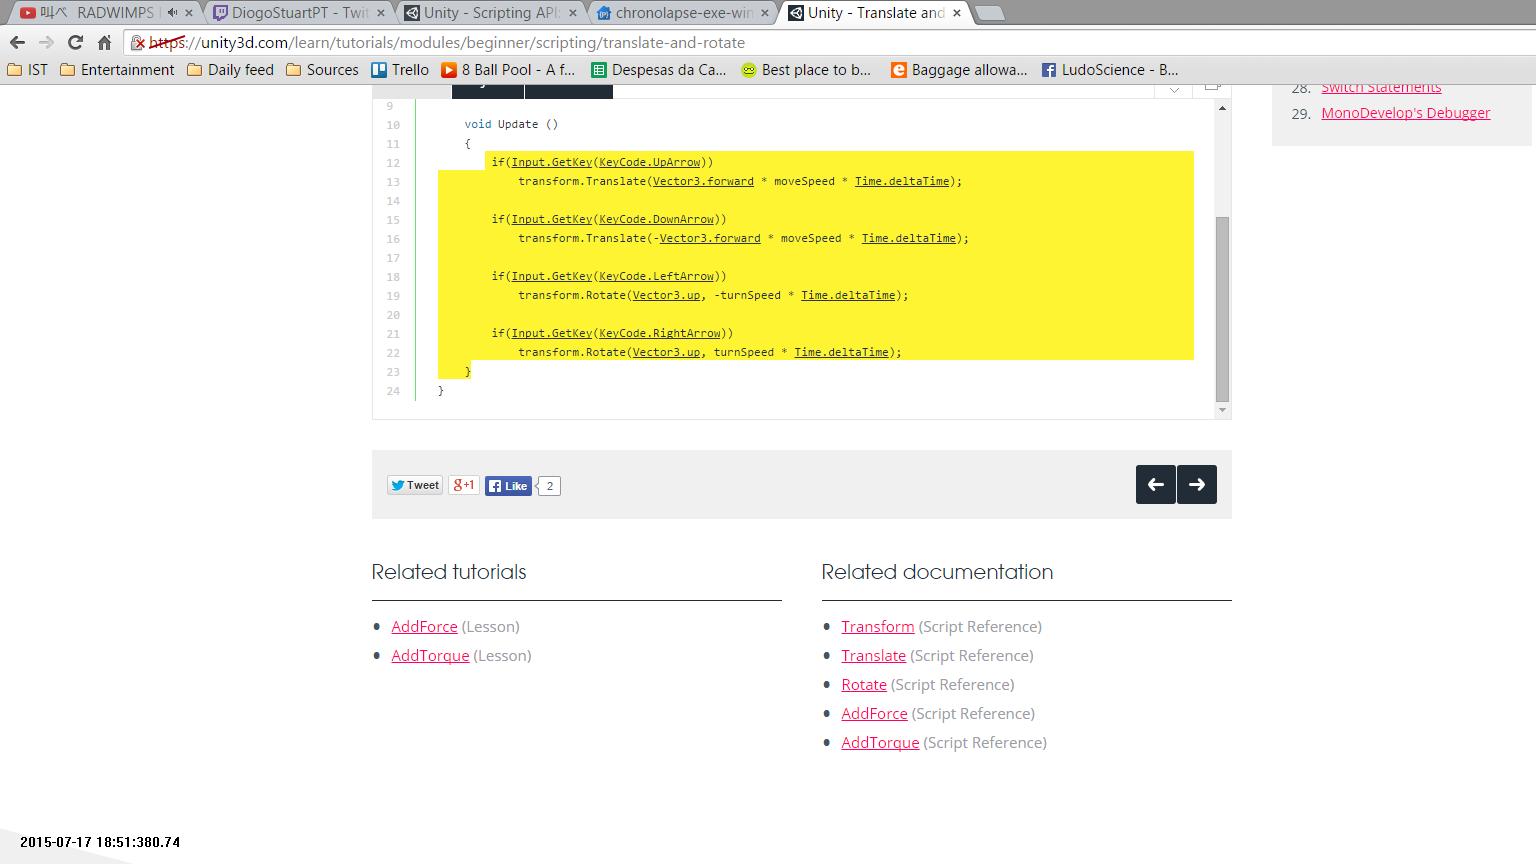 叫べ RADWIMPS
DiogoStuartPT - Twit
Unity - Scripting API:
chronolapse-exe-win
Unity - Translate and
https://unity3d.com/learn/tutorials/modules/beginner/scripting/translate-and-rotate
IST
Entertainment
Daily feed
Sources
Trello
8 Ball Pool - A f...
Despesas da Ca...
Best place to b...
Baggage allowa...
LudoScience - B...
28. Switch Statements
29. MonoDevelop's Debugger
9
10 void Update ()
11 {
12 if(Input.GetKey(KeyCode.UpArrow))
13 transform.Translate(Vector3.forward * moveSpeed * Time.deltaTime);
14
15 if(Input.GetKey(KeyCode.DownArrow))
16 transform.Translate(-Vector3.forward * moveSpeed * Time.deltaTime);
17
18 if(Input.GetKey(KeyCode.LeftArrow))
19 transform.Rotate(Vector3.up, -turnSpeed * Time.deltaTime);
20
21 if(Input.GetKey(KeyCode.RightArrow))
22 transform.Rotate(Vector3.up, turnSpeed * Time.deltaTime);
23 }
24 }
Tweet
g+1
Like
2
Related tutorials
AddForce (Lesson)
AddTorque (Lesson)
Related documentation
Transform (Script Reference)
Translate (Script Reference)
Rotate (Script Reference)
AddForce (Script Reference)
AddTorque (Script Reference)
2015-07-17 18:51:380.74